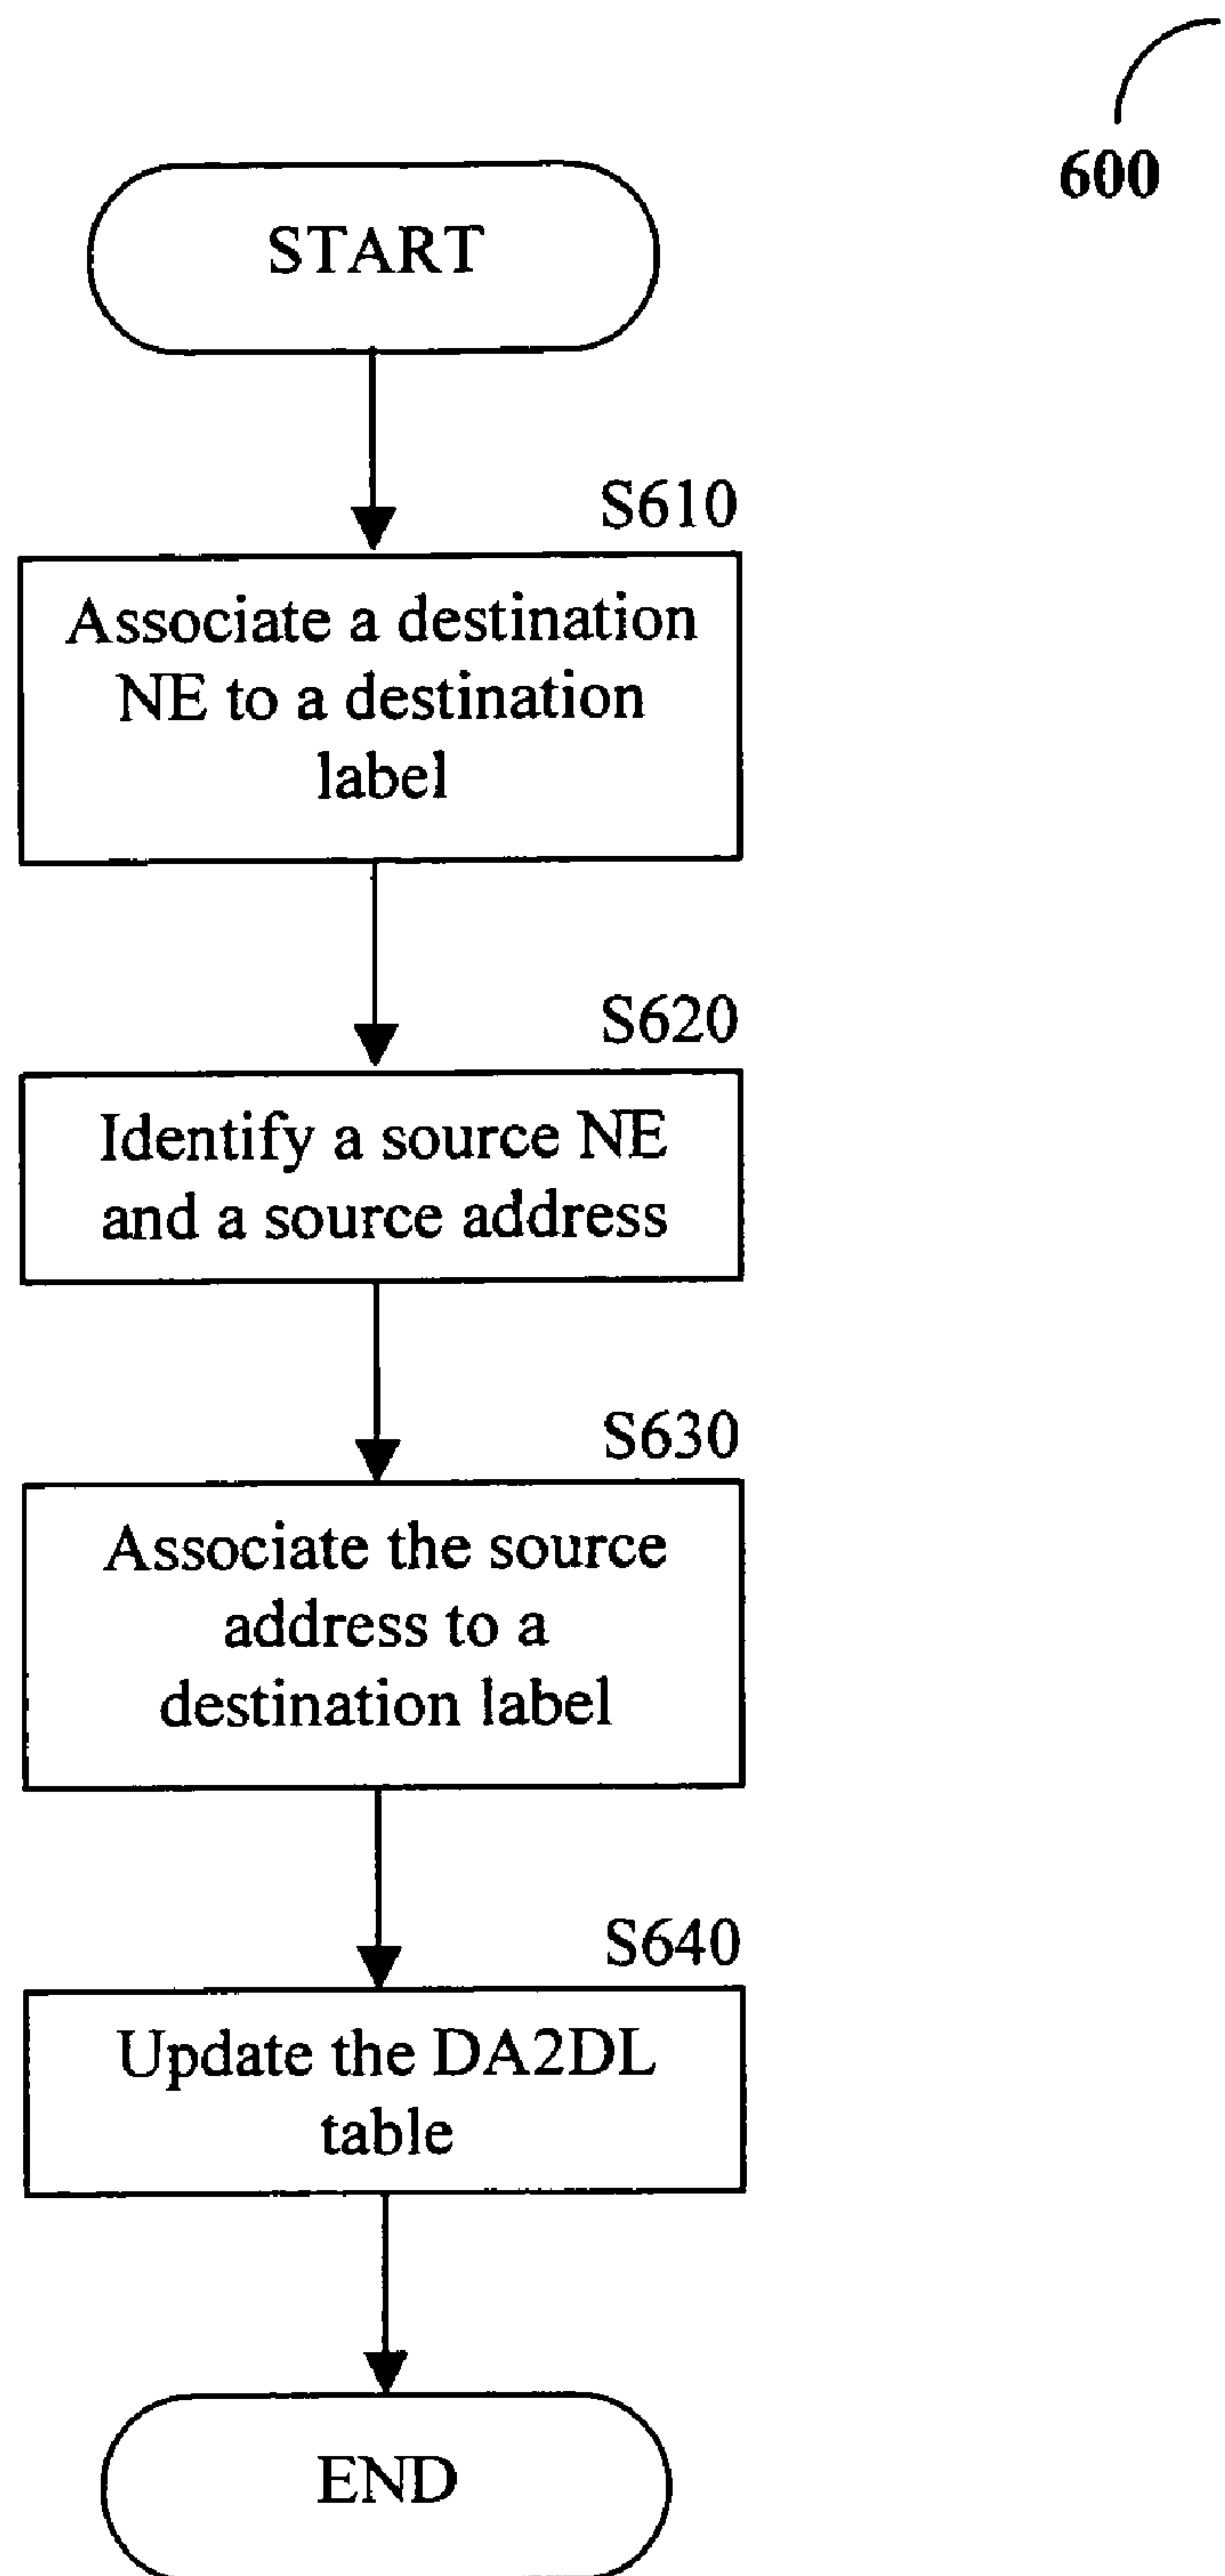 600
START
S610
Associate a destination
NE to a destination
label
S620
Identify a source NE
and a source address
S630
Associate the source
address to a
destination label
S640
Update the DA2DL
table
END